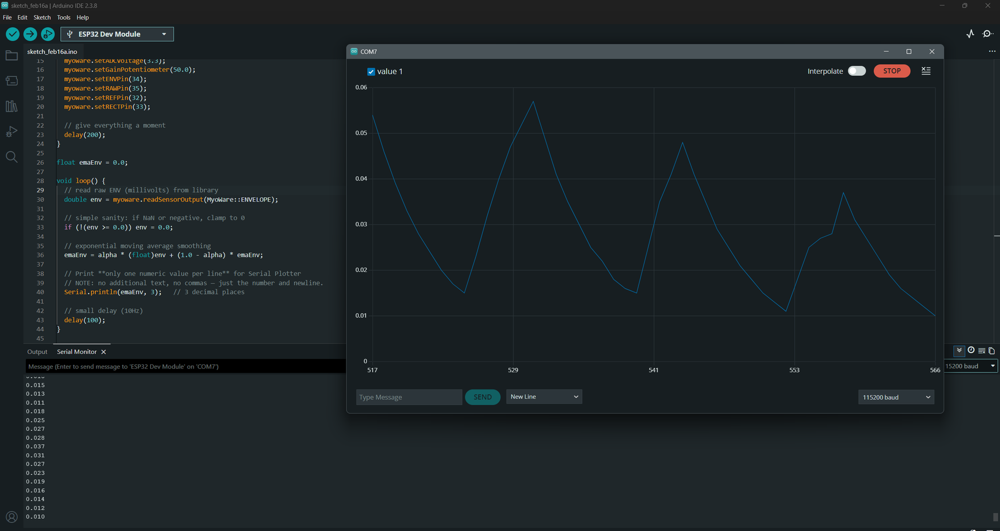 sketch_feb16a | Arduino IDE 2.3.8
File Edit Sketch Tools Help
ESP32 Dev Module
sketch_feb16a.ino
15 myoware.setADCVoltage(3.3);
16 myoware.setGainPotentiometer(50.0);
17 myoware.setENVPin(34);
18 myoware.setRAWPin(35);
19 myoware.setREFPin(32);
20 myoware.setRECTPin(33);
21
22 // give everything a moment
23 delay(200);
24 }
25
26 float emaEnv = 0.0;
27
28 void loop() {
29 // read raw ENV (millivolts) from library
30 double env = myoware.readSensorOutput(MyoWare::ENVELOPE);
31
32 // simple sanity: if NaN or negative, clamp to 0
33 if (!(env >= 0.0)) env = 0.0;
34
35 // exponential moving average smoothing
36 emaEnv = alpha * (float)env + (1.0 - alpha) * emaEnv;
37
38 // Print **only one numeric value per line** for Serial Plotter
39 // NOTE: no additional text, no commas — just the number and newline.
40 Serial.println(emaEnv, 3); // 3 decimal places
41
42 // small delay (10Hz)
43 delay(100);
44 }
45
COM7
value 1
Interpolate STOP
0.06
0.05
0.04
0.03
0.02
0.01
0
517 529 541 553 566
Type Message SEND New Line 115200 baud
Output Serial Monitor
Message (Enter to send message to 'ESP32 Dev Module' on 'COM7')
15200 baud
0.015
0.013
0.011
0.018
0.025
0.027
0.028
0.037
0.031
0.027
0.023
0.019
0.016
0.014
0.012
0.010